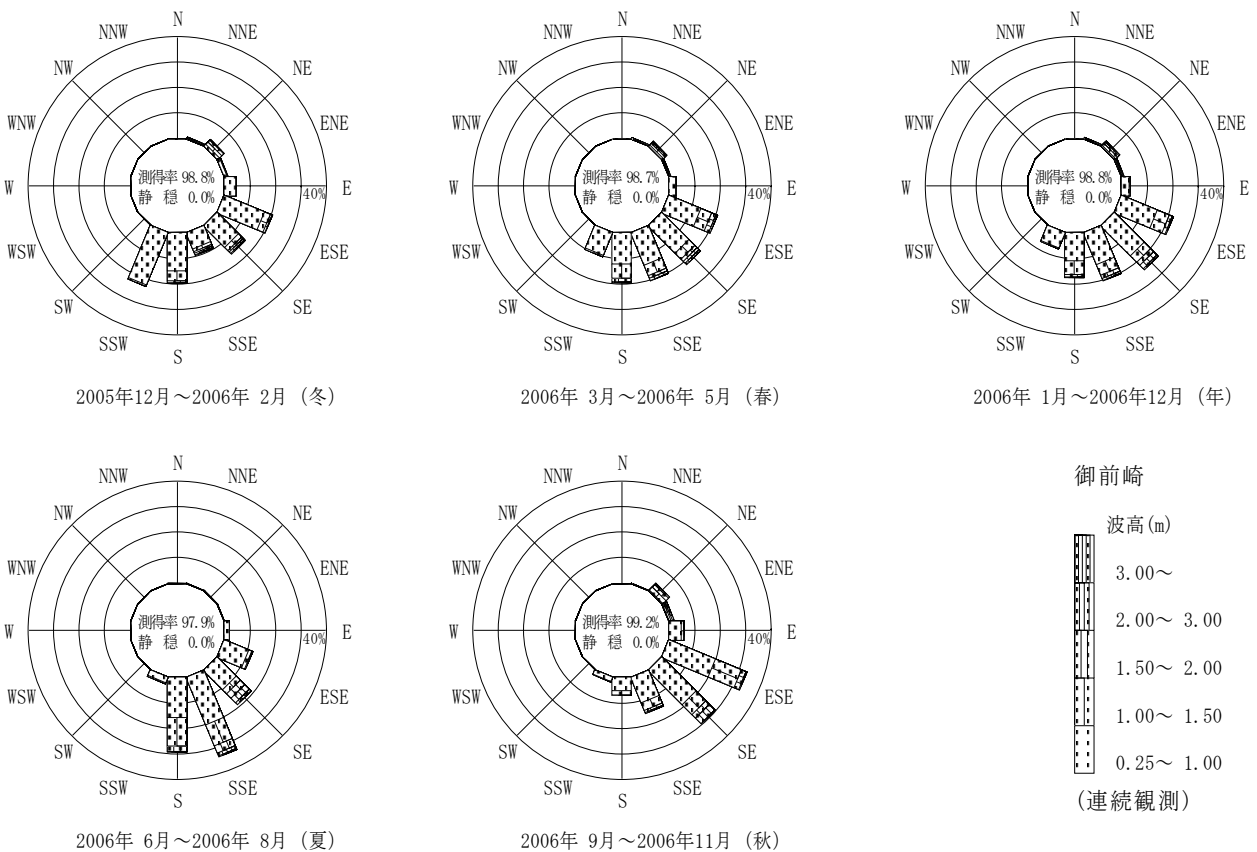 N
NNW NNE
NW NE
WNW ENE
測得率 98.8%
静 穏 0.0%
W 40% E
WSW ESE
SW SE
SSW SSE
S
2005年12月～2006年 2月 (冬)
N
NNW NNE
NW NE
WNW ENE
測得率 98.7%
静 穏 0.0%
W 40% E
WSW ESE
SW SE
SSW SSE
S
2006年 3月～2006年 5月 (春)
N
NNW NNE
NW NE
WNW ENE
測得率 98.8%
静 穏 0.0%
W 40% E
WSW ESE
SW SE
SSW SSE
S
2006年 1月～2006年12月 (年)
N
NNW NNE
NW NE
WNW ENE
測得率 97.9%
静 穏 0.0%
W 40% E
WSW ESE
SW SE
SSW SSE
S
2006年 6月～2006年 8月 (夏)
N
NNW NNE
NW NE
WNW ENE
測得率 99.2%
静 穏 0.0%
W 40% E
WSW ESE
SW SE
SSW SSE
S
2006年 9月～2006年11月 (秋)
御前崎
波高(m)
3.00～
2.00～ 3.00
1.50～ 2.00
1.00～ 1.50
0.25～ 1.00
(連続観測)